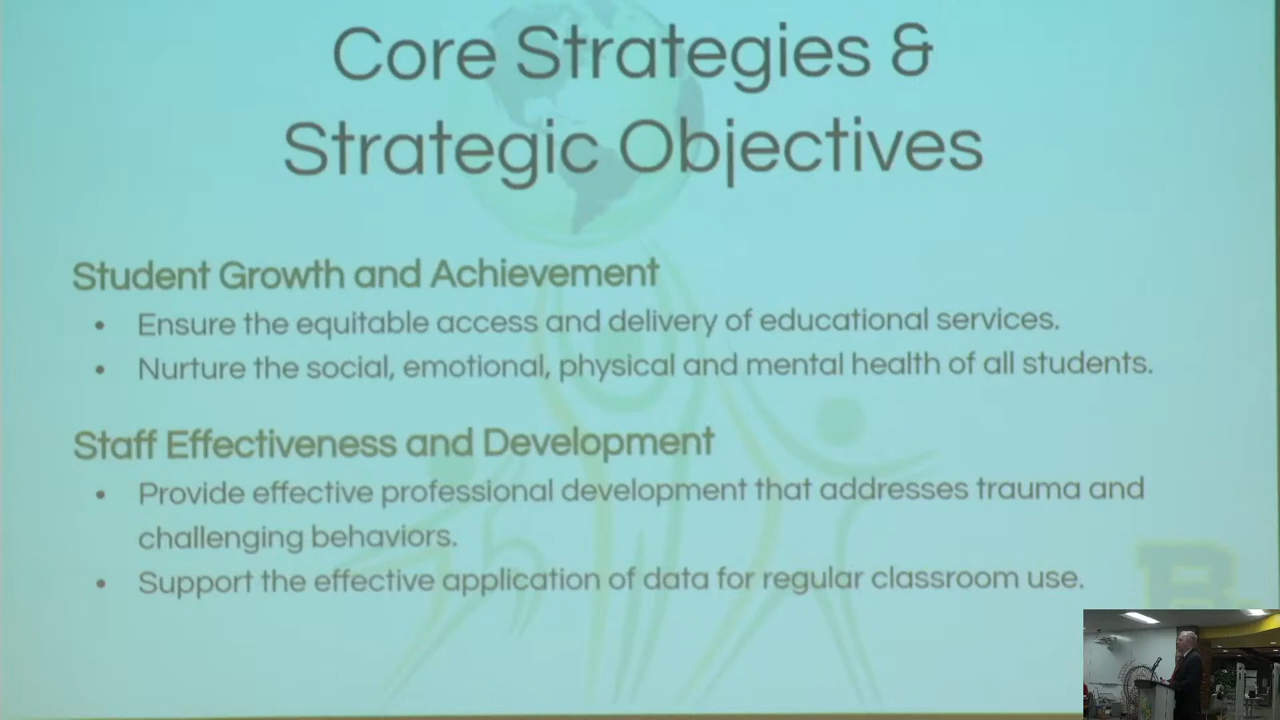 Core Strategies &
Strategic Objectives
Student Growth and Achievement
• Ensure the equitable access and delivery of educational services.
• Nurture the social, emotional, physical and mental health of all students.
Staff Effectiveness and Development
• Provide effective professional development that addresses trauma and
challenging behaviors.
• Support the effective application of data for regular classroom use.
B